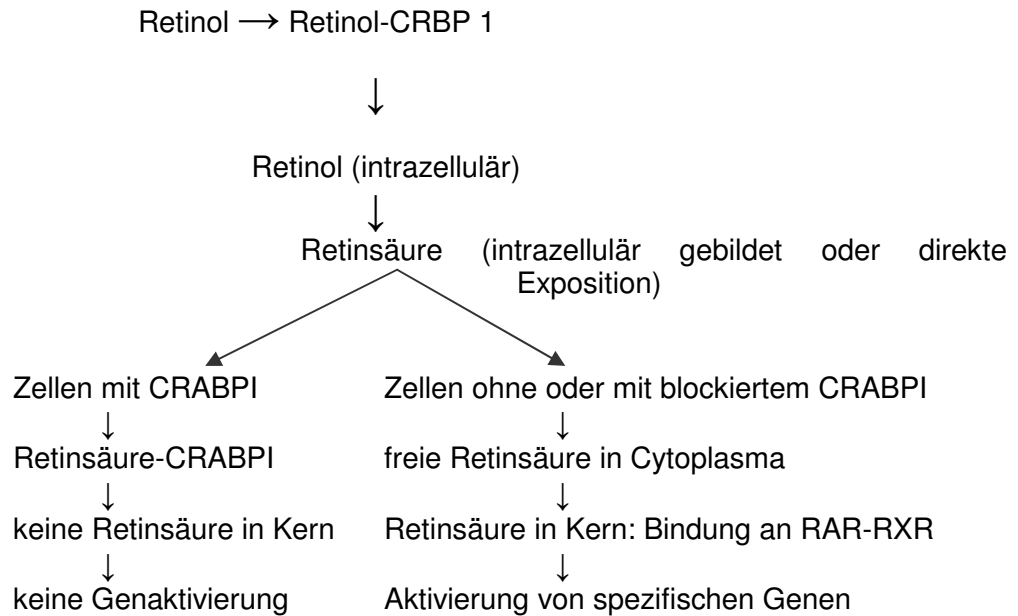 Retinol → Retinol-CRBP 1
↓
Retinol (intrazellulär)
↓
Retinsäure (intrazellulär gebildet oder direkte
Exposition)
Zellen mit CRABPI Zellen ohne oder mit blockiertem CRABPI
↓ ↓
Retinsäure-CRABPI freie Retinsäure in Cytoplasma
↓ ↓
keine Retinsäure in Kern Retinsäure in Kern: Bindung an RAR-RXR
↓ ↓
keine Genaktivierung Aktivierung von spezifischen Genen